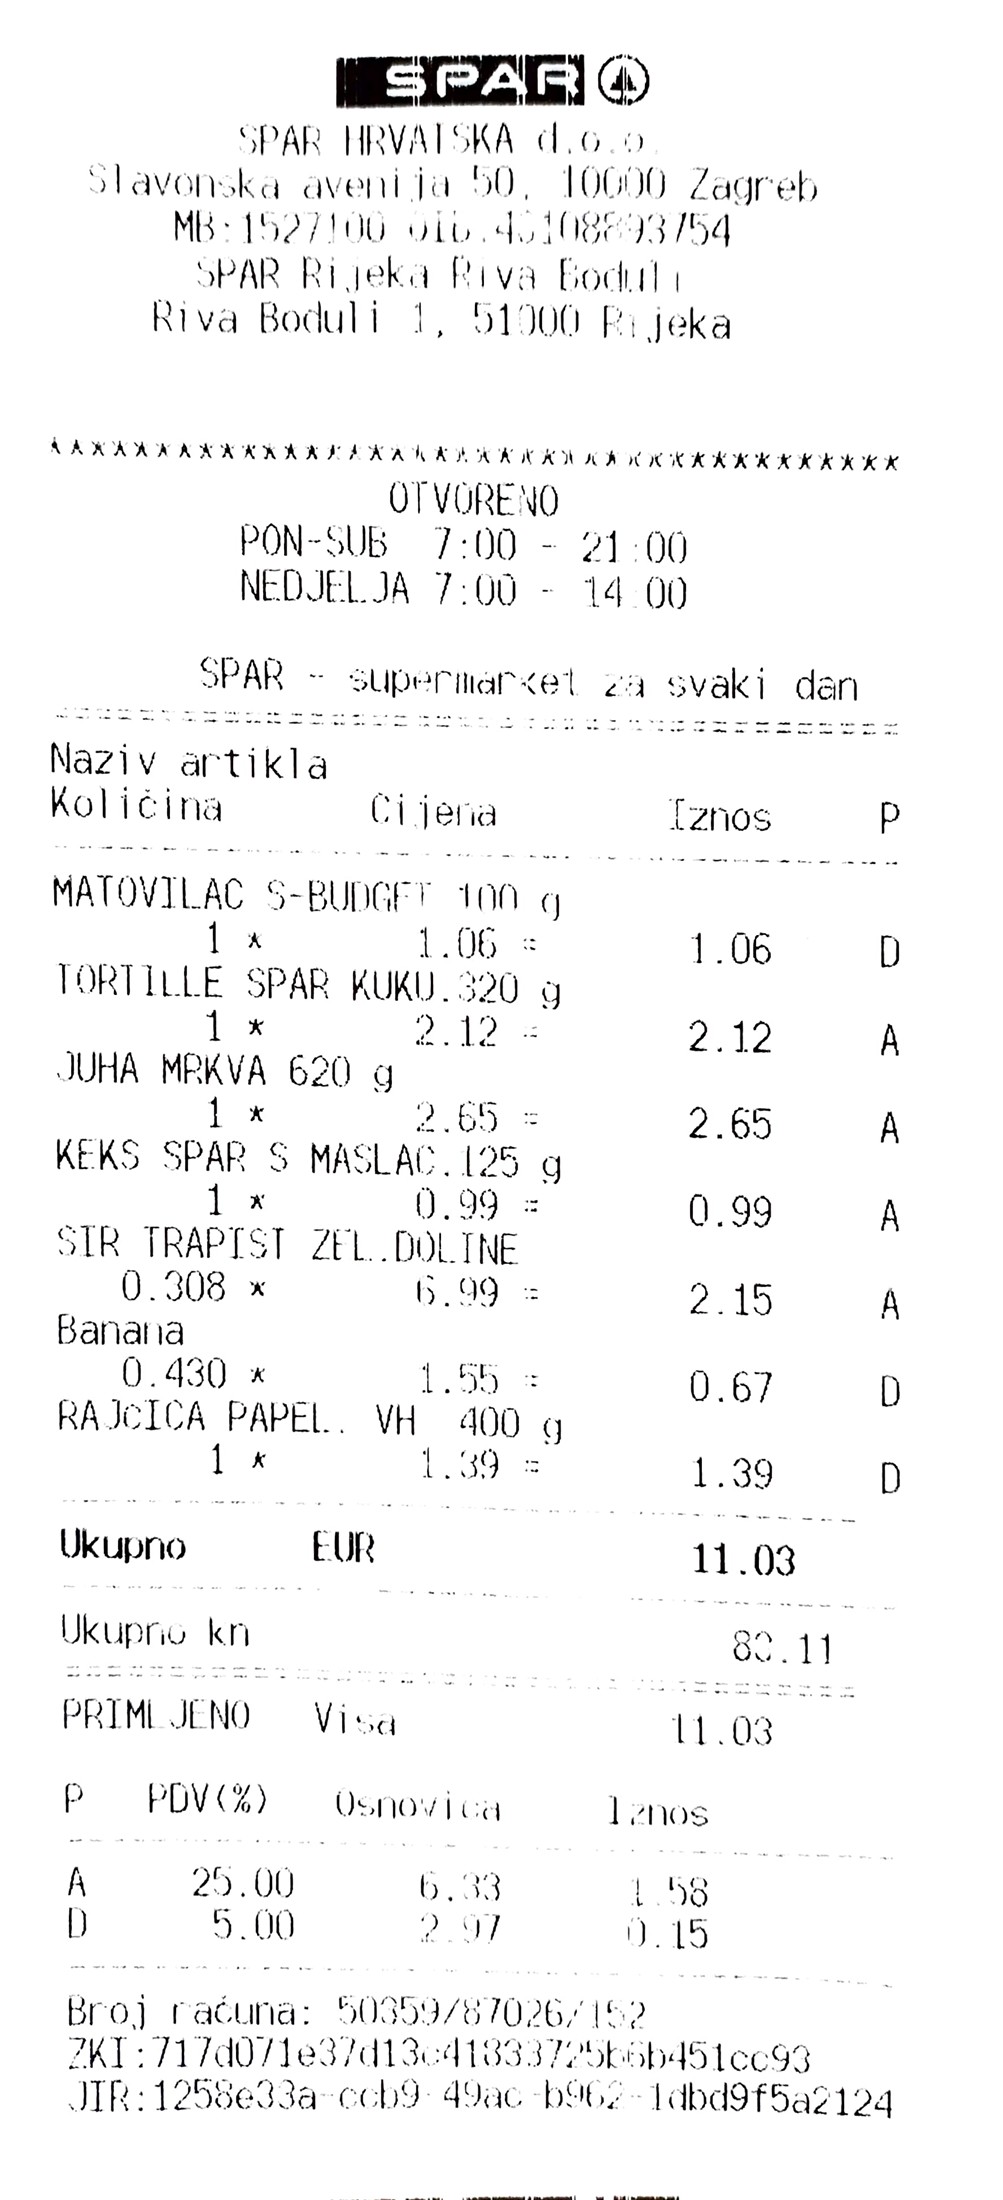 SPAR
SPAR HRVATSKA d.o.o.
Slavonska avenija 50, 10000 Zagreb
MB:1527100
SPAR Rijeka Riva Boduli
Riva Boduli 1, 51000 Rijeka
****************************************
OTVORENO
PON-SUB 7:00 - 21:00
NEDJELJA 7:00 - 14:00
SPAR - supermarket za svaki dan
Naziv artikla
Količina Cijena Iznos P
MATOVILAC S-BUDGET 100 g
1 * 1.06 = 1.06 D
TORTILLE SPAR KUKU.320 g
1 * 2.12 = 2.12 A
JUHA MRKVA 620 g
1 * 2.65 = 2.65 A
KEKS SPAR S MASLAC.125 g
1 * 0.99 = 0.99 A
SIR TRAPIST ZEL.DOLINE
0.308 * 6.99 = 2.15 A
Banana
0.430 * 1.55 = 0.67 D
RAJCICA PAPEL. VH 400 g
1 * 1.39 = 1.39 D
Ukupno EUR 11.03
Ukupno kn
PRIMLJENO Visa 11.03
P PDV(%) Osnovica Iznos
A 25.00 6.33 1.58
D 5.00 2.97 0.15
Broj računa: 50359/87026/152
ZKI:717d071e37d13c41833725b6b451cc93
JIR:1258e33a-ccb9-49ac-b962-1dbd9f5a2124